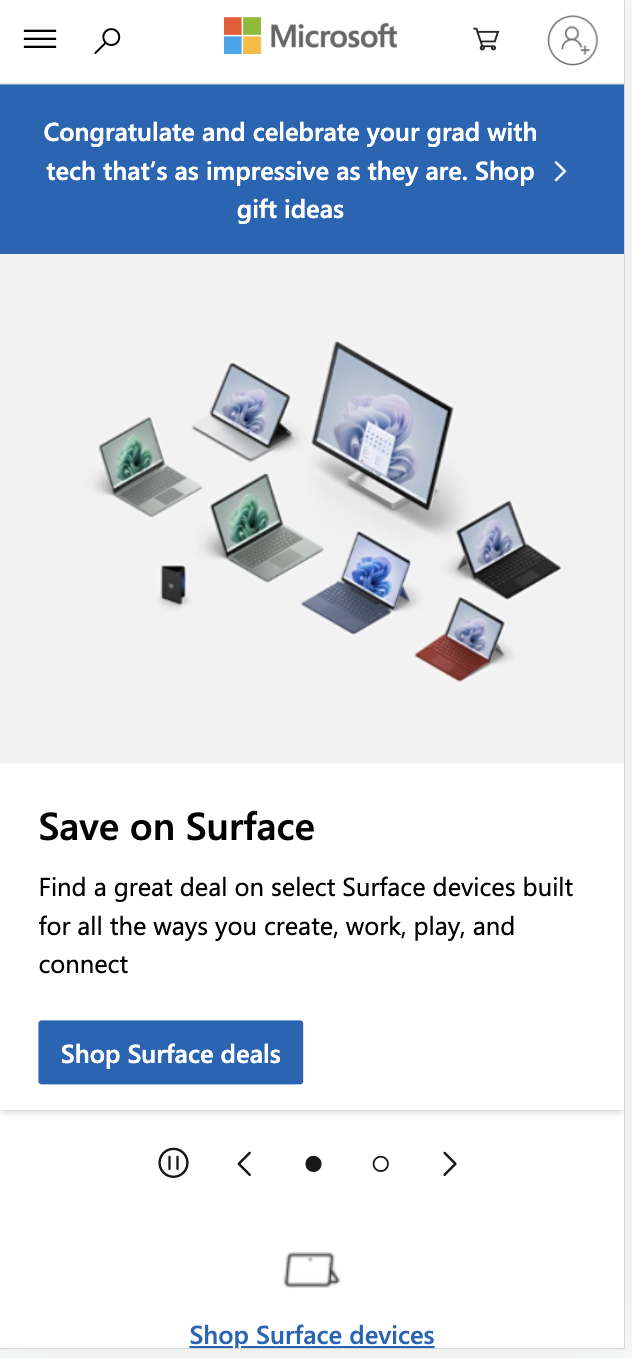 Microsoft
Congratulate and celebrate your grad with
tech that’s as impressive as they are. Shop
gift ideas
Save on Surface
Find a great deal on select Surface devices built
for all the ways you create, work, play, and
connect
Shop Surface deals
Shop Surface devices